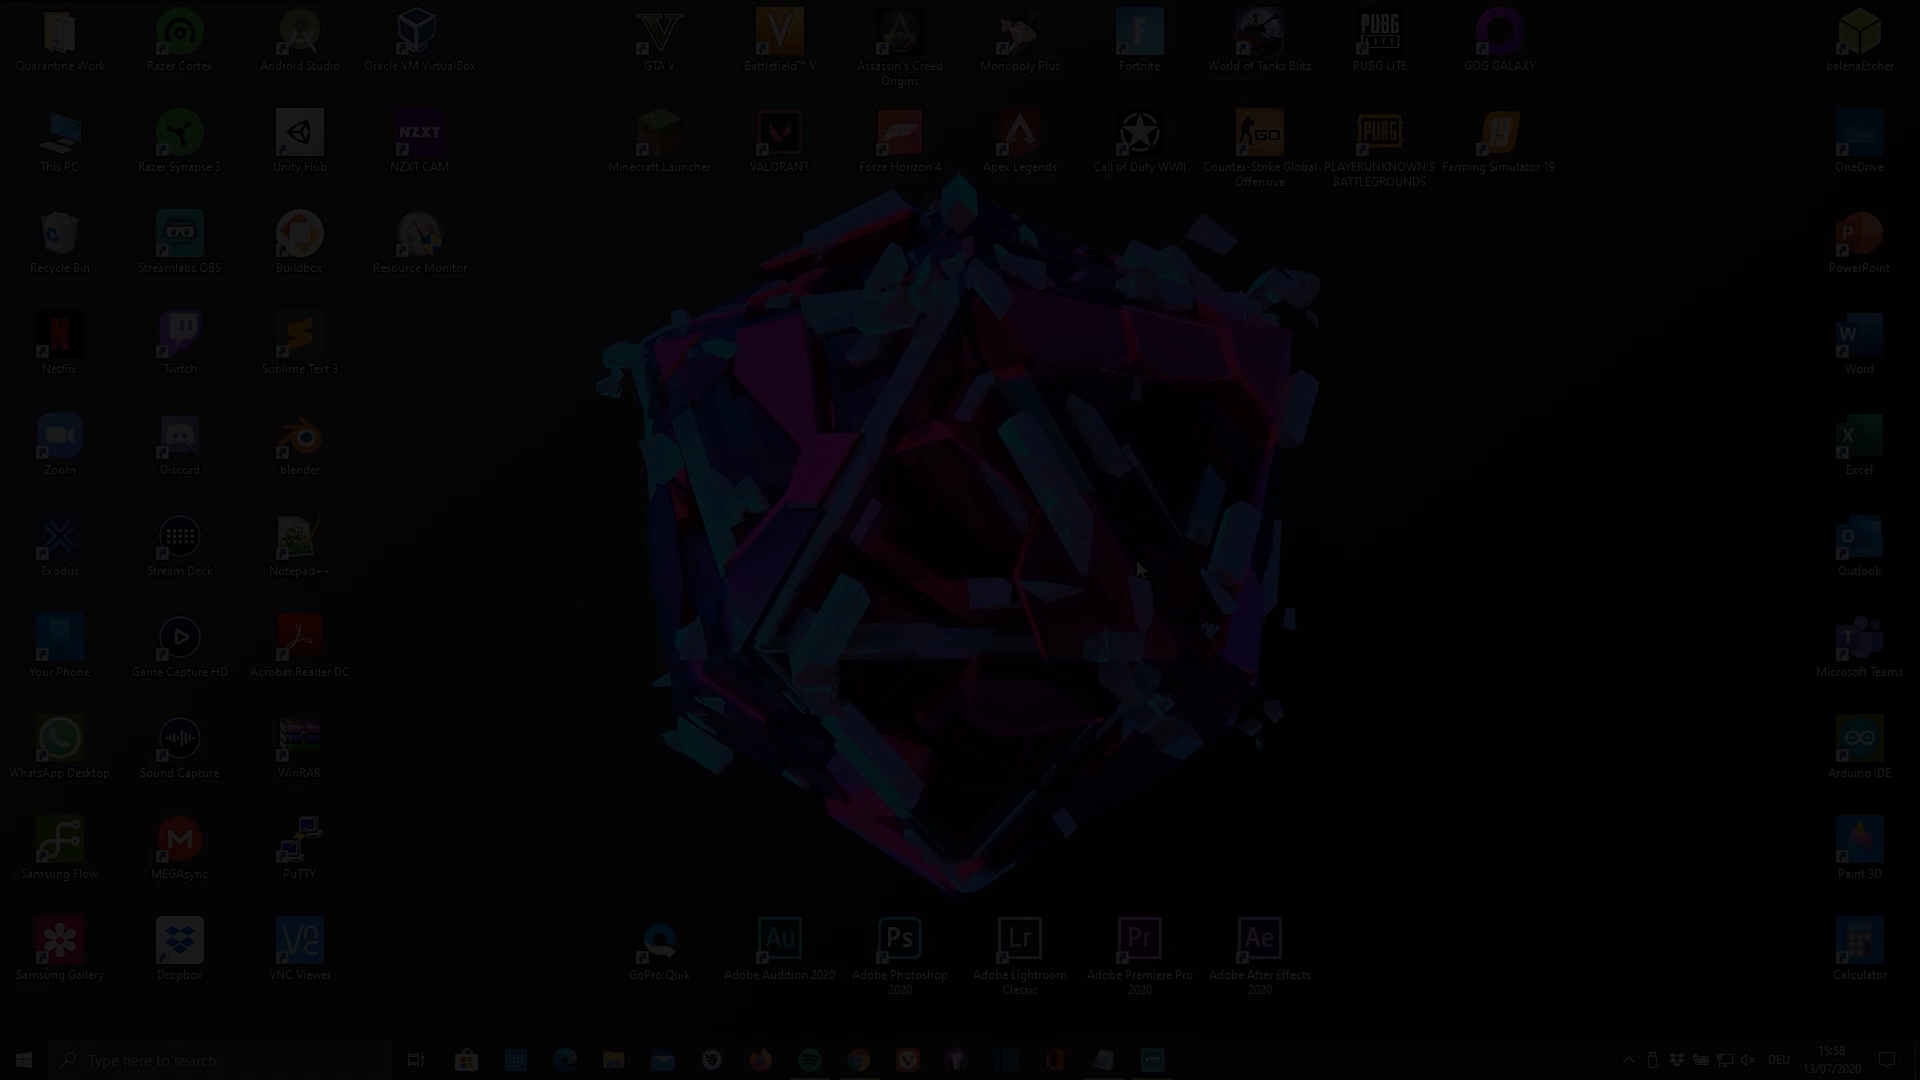 Quarantine Work
Razer Cortex
Android Studio
Oracle VM VirtualBox
GTA V
Battlefield™ V
Assassin's Creed
Origins
Monopoly Plus
Fortnite
World of Tanks Blitz
PUBG LITE
GOG GALAXY
balenaEtcher
This PC
Razer Synapse 3
Unity Hub
NZXT
NZXT CAM
Minecraft Launcher
VALORANT
Forza Horizon 4
Apex Legends
Call of Duty WWII
Counter-Strike Global
Offensive
PLAYERUNKNOWN'S
BATTLEGROUNDS
Farming Simulator 19
OneDrive
Recycle Bin
Streamlabs OBS
Buildbox
Resource Monitor
PowerPoint
Netflix
Twitch
Sublime Text 3
Word
Zoom
Discord
blender
Excel
Exodus
Stream Deck
Notepad++
Outlook
Your Phone
Game Capture HD
Acrobat Reader DC
Microsoft Teams
WhatsApp Desktop
Sound Capture
WinRAR
Arduino IDE
Samsung Flow
MEGAsync
PuTTY
Paint 3D
Samsung Gallery
Dropbox
VNC Viewer
GoPro Quik
Au
Adobe Audition 2020
Ps
Adobe Photoshop
2020
Lr
Adobe Lightroom
Classic
Pr
Adobe Premiere Pro
2020
Ae
Adobe After Effects
2020
Calculator
Type here to search
DEU
15:58
13/07/2020